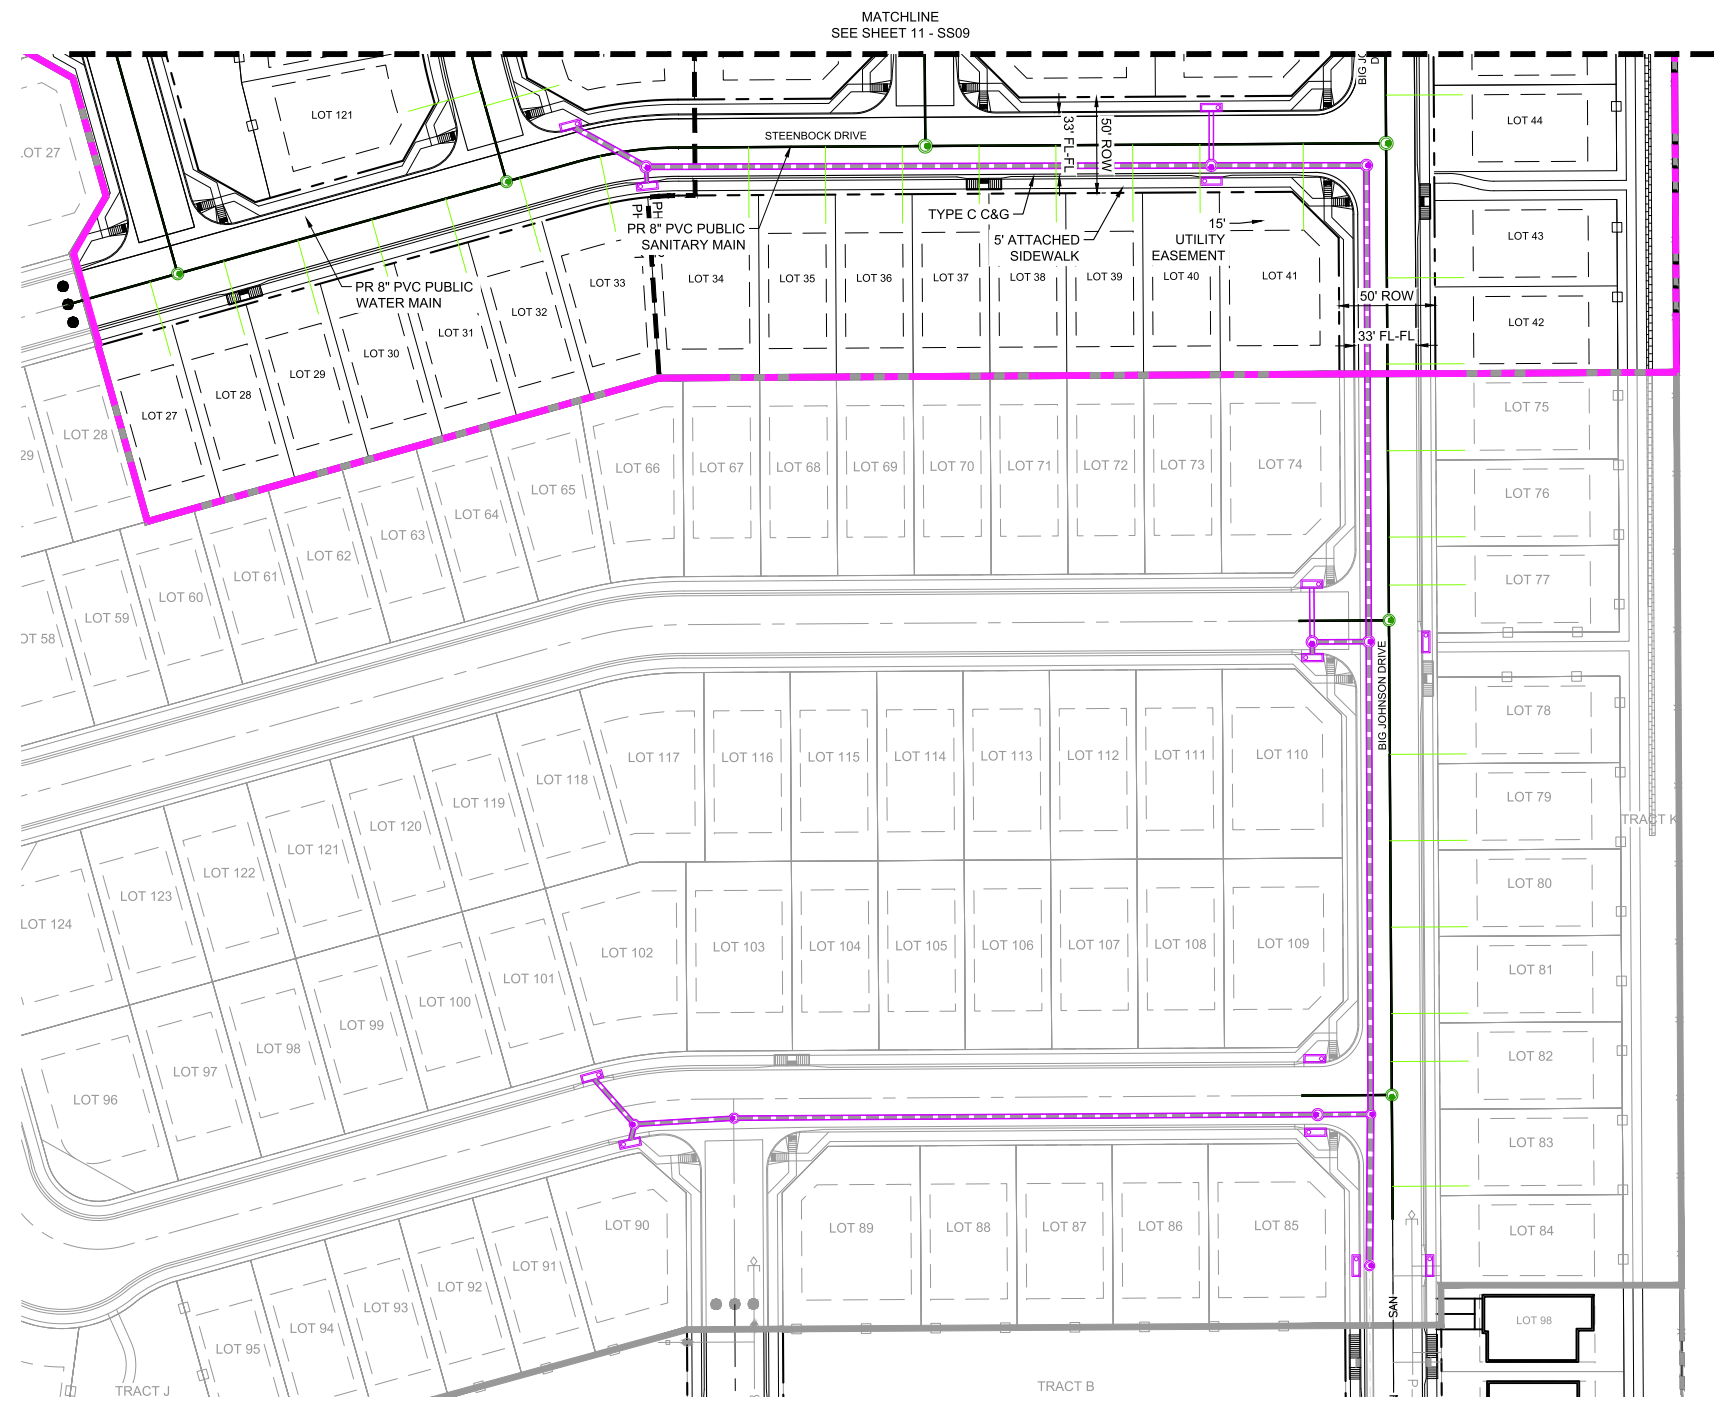 MATCHLINE
SEE SHEET 11 - SS09
LOT 121
LOT 44
STEENBOCK DRIVE
33' FL-FL
50' ROW
LOT 27
TYPE C C&G
PR 8" PVC PUBLIC
SANITARY MAIN
5' ATTACHED
SIDEWALK
15'
UTILITY
EASEMENT
LOT 43
PR 8" PVC PUBLIC
WATER MAIN
LOT 33
LOT 34
LOT 35
LOT 36
LOT 37
LOT 38
LOT 39
LOT 40
LOT 41
50' ROW
33' FL-FL
LOT 42
LOT 32
LOT 31
LOT 30
LOT 29
LOT 28
LOT 27
LOT 28
29
LOT 66
LOT 67
LOT 68
LOT 69
LOT 70
LOT 71
LOT 72
LOT 73
LOT 74
LOT 75
LOT 76
LOT 77
LOT 65
LOT 64
LOT 63
LOT 62
LOT 61
LOT 60
LOT 59
OT 58
BIG JOHNSON DRIVE
LOT 78
LOT 117
LOT 116
LOT 115
LOT 114
LOT 113
LOT 112
LOT 111
LOT 110
LOT 79
TRACT K
LOT 118
LOT 119
LOT 120
LOT 121
LOT 122
LOT 123
LOT 124
LOT 80
LOT 102
LOT 103
LOT 104
LOT 105
LOT 106
LOT 107
LOT 108
LOT 109
LOT 81
LOT 101
LOT 100
LOT 99
LOT 98
LOT 97
LOT 96
LOT 82
LOT 83
LOT 90
LOT 89
LOT 88
LOT 87
LOT 86
LOT 85
LOT 84
LOT 91
LOT 92
LOT 93
LOT 94
LOT 95
SAN
LOT 98
TRACT J
TRACT B